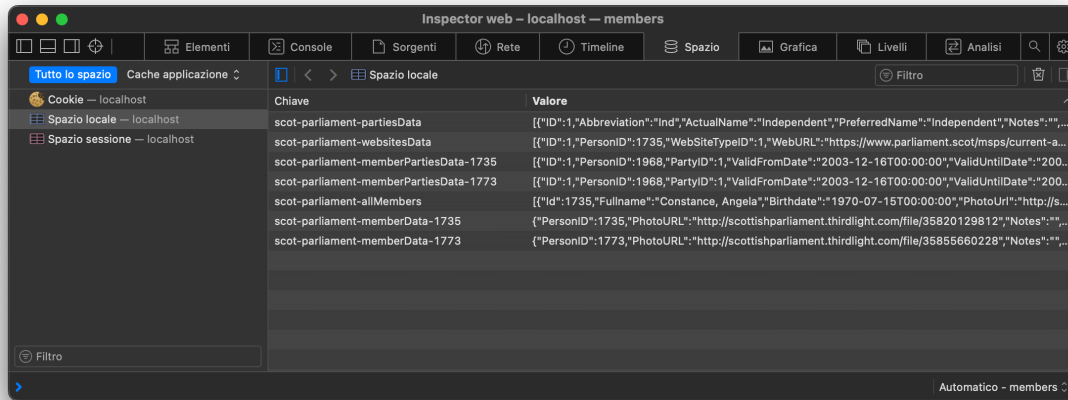 Inspector web – localhost — members
Elementi Console Sorgenti Rete Timeline Spazio Grafica Livelli Analisi
Tutto lo spazio Cache applicazione Spazio locale Filtro
Cookie — localhost
Spazio locale — localhost
Spazio sessione — localhost
Chiave Valore
scot-parliament-partiesData [{"ID":1,"Abbreviation":"Ind","ActualName":"Independent","PreferredName":"Independent","Notes":"",…
scot-parliament-websitesData [{"ID":1,"PersonID":1735,"WebSiteTypeID":1,"WebURL":"https://www.parliament.scot/msps/current-a…
scot-parliament-memberPartiesData-1735 [{"ID":1,"PersonID":1968,"PartyID":1,"ValidFromDate":"2003-12-16T00:00:00","ValidUntilDate":"200…
scot-parliament-memberPartiesData-1773 [{"ID":1,"PersonID":1968,"PartyID":1,"ValidFromDate":"2003-12-16T00:00:00","ValidUntilDate":"200…
scot-parliament-allMembers [{"Id":1735,"Fullname":"Constance, Angela","Birthdate":"1970-07-15T00:00:00","PhotoUrl":"http://s…
scot-parliament-memberData-1735 {"PersonID":1735,"PhotoURL":"http://scottishparliament.thirdlight.com/file/35820129812","Notes":"",…
scot-parliament-memberData-1773 {"PersonID":1773,"PhotoURL":"http://scottishparliament.thirdlight.com/file/35855660228","Notes":"",…
Filtro
Automatico - members